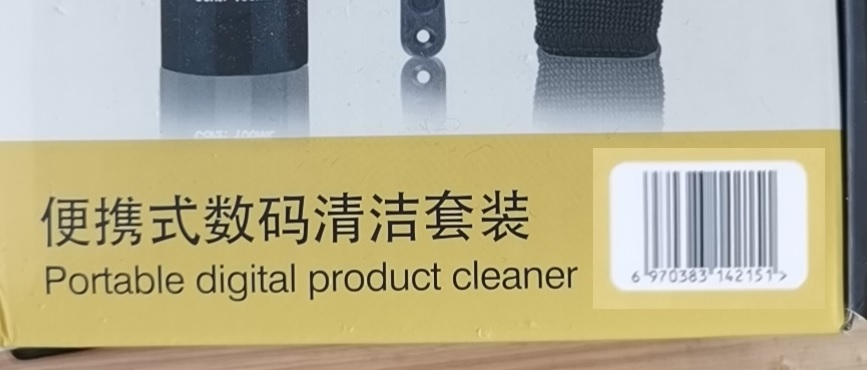 便携式数码清洁套装
Portable digital product cleaner
6 970383 142151 >